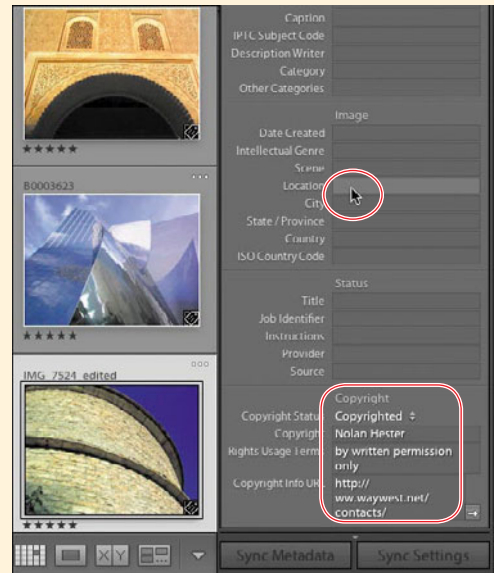 Caption
IPTC Subject Code
Description Writer
Category
Other Categories
Image
Date Created
Intellectual Genre
Scene
Location
City
State / Province
Country
ISO Country Code
Status
Title
Job Identifier
Instructions
Provider
Source
Copyright
Copyright Status Copyrighted
Copyright Nolan Hester
Rights Usage Terms by written permission
only
Copyright Info URL http://
ww.waywest.net/
contacts/
B0003623
IMG_7524_edited
XY
Sync Metadata Sync Settings